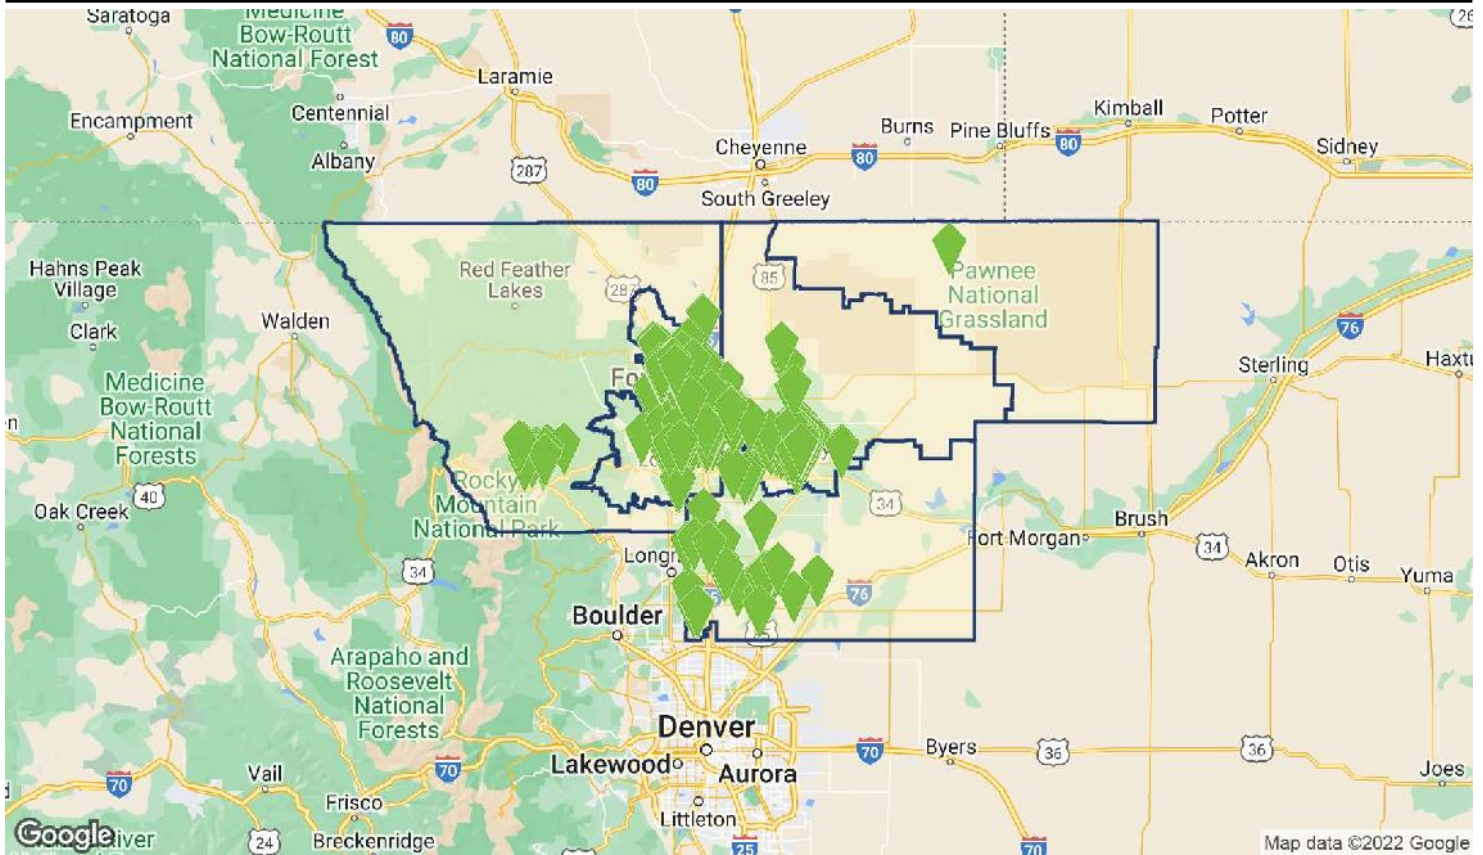 Saratoga
Medicine
Bow-Routt
National Forest
80
26
Laramie
Centennial
Encampment
Albany
287
80
Cheyenne
South Greeley
80
Burns
Pine Bluffs
80
Kimball
Potter
Sidney
Hahns Peak
Village
Clark
Walden
Red Feather
Lakes
287
85
Pawnee
National
Grassland
76
Sterling
Haxtu
Medicine
Bow-Routt
National
Forests
40
Oak Creek
Rocky
Mountain
National Park
34
34
Fort Morgan
Brush
34
Akron
Otis
Yuma
Longm
76
Boulder
Arapaho and
Roosevelt
National
Forests
Denver
Lakewood
Aurora
Littleton
70
Byers
36
36
Joes
70
Vail
70
Frisco
Breckenridge
24
River
25
70
Google
Map data ©2022 Google